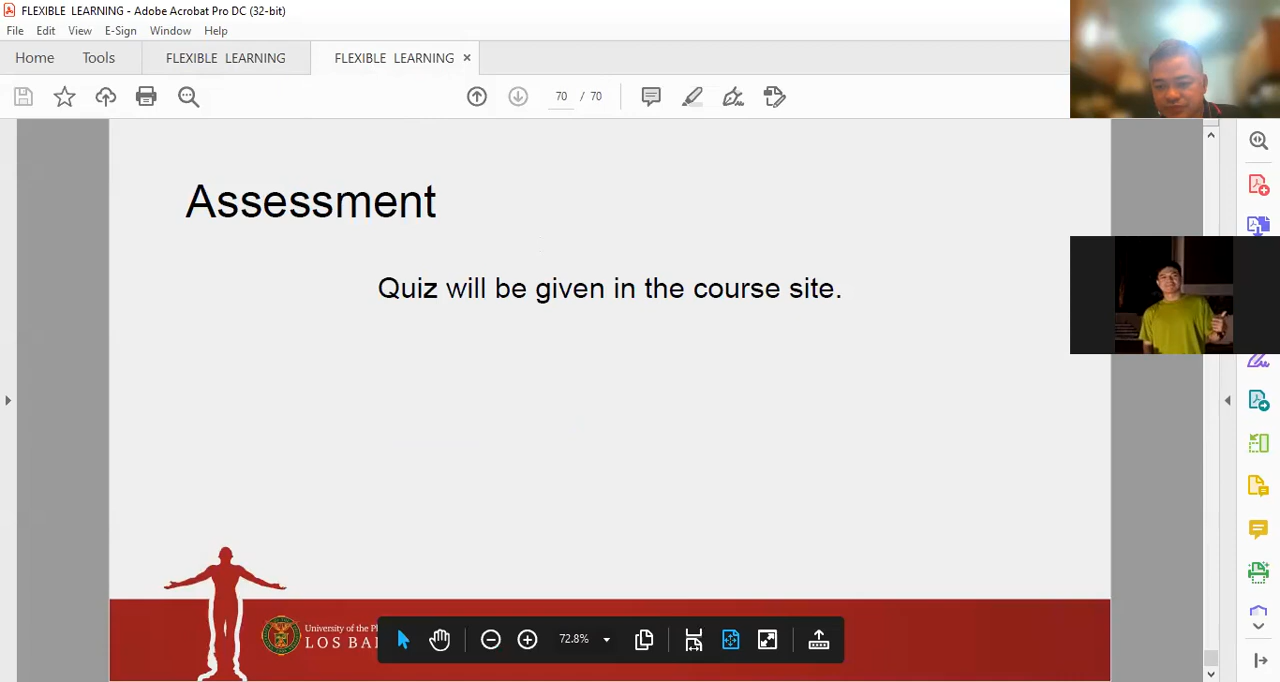 FLEXIBLE LEARNING - Adobe Acrobat Pro DC (32-bit)
File Edit View E-Sign Window Help
Home Tools FLEXIBLE LEARNING FLEXIBLE LEARNING ×
70 / 70
Assessment
Quiz will be given in the course site.
University of the
LOS BA
72.8%